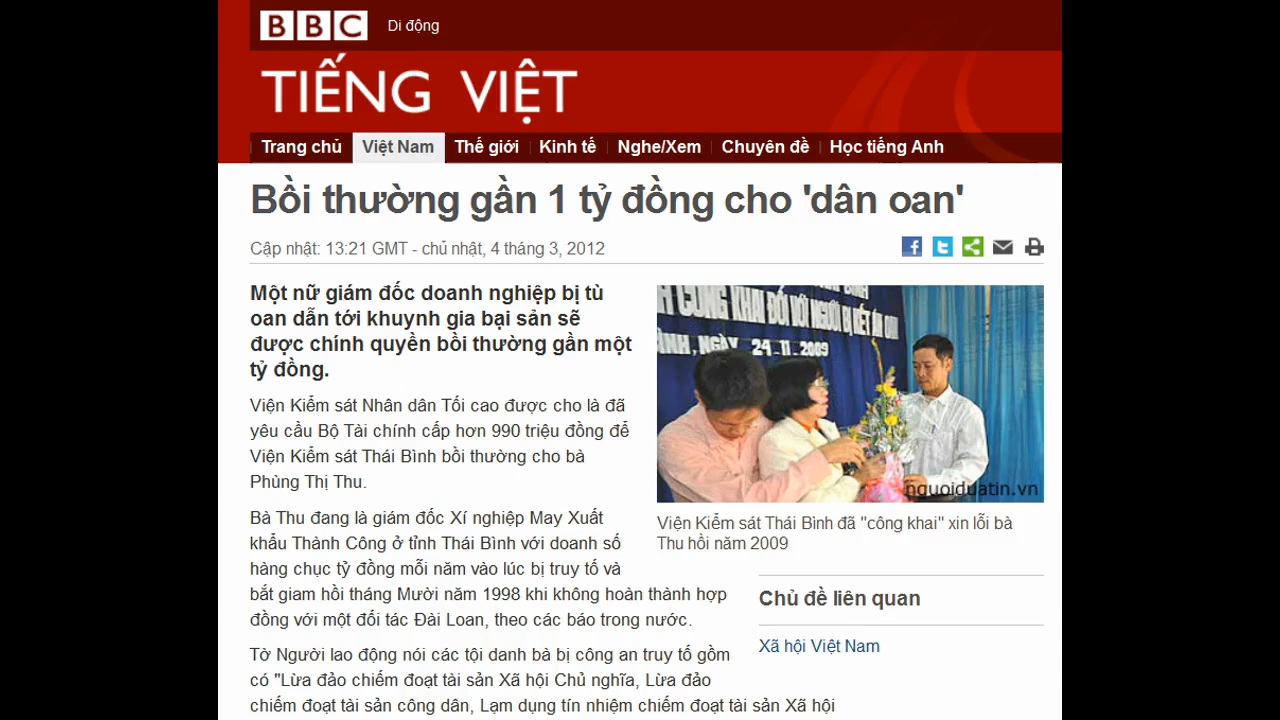 BBC Di động
TIẾNG VIỆT
Trang chủ Việt Nam Thế giới Kinh tế Nghe/Xem Chuyên đề Học tiếng Anh
Bồi thường gần 1 tỷ đồng cho 'dân oan'
Cập nhật: 13:21 GMT - chủ nhật, 4 tháng 3, 2012
Một nữ giám đốc doanh nghiệp bị tù
oan dẫn tới khuynh gia bại sản sẽ
được chính quyền bồi thường gần một
tỷ đồng.
Viện Kiểm sát Nhân dân Tối cao được cho là đã
yêu cầu Bộ Tài chính cấp hơn 990 triệu đồng để
Viện Kiểm sát Thái Bình bồi thường cho bà
Phùng Thị Thu.
Bà Thu đang là giám đốc Xí nghiệp May Xuất
khẩu Thành Công ở tỉnh Thái Bình với doanh số
hàng chục tỷ đồng mỗi năm vào lúc bị truy tố và
bắt giam hồi tháng Mười năm 1998 khi không hoàn thành hợp
đồng với một đối tác Đài Loan, theo các báo trong nước.
Tờ Người lao động nói các tội danh bà bị công an truy tố gồm
có "Lừa đảo chiếm đoạt tài sản Xã hội Chủ nghĩa, Lừa đảo
chiếm đoạt tài sản công dân, Lạm dụng tín nhiệm chiếm đoạt tài sản Xã hội
CÔNG KHAI ĐỐI VỚI NGƯỜI BỊ KẾT ÁN OAN
BÌNH, NGÀY 24.11.2009
nguoiduatin.vn
Viện Kiểm sát Thái Bình đã "công khai" xin lỗi bà
Thu hồi năm 2009
Chủ đề liên quan
Xã hội Việt Nam